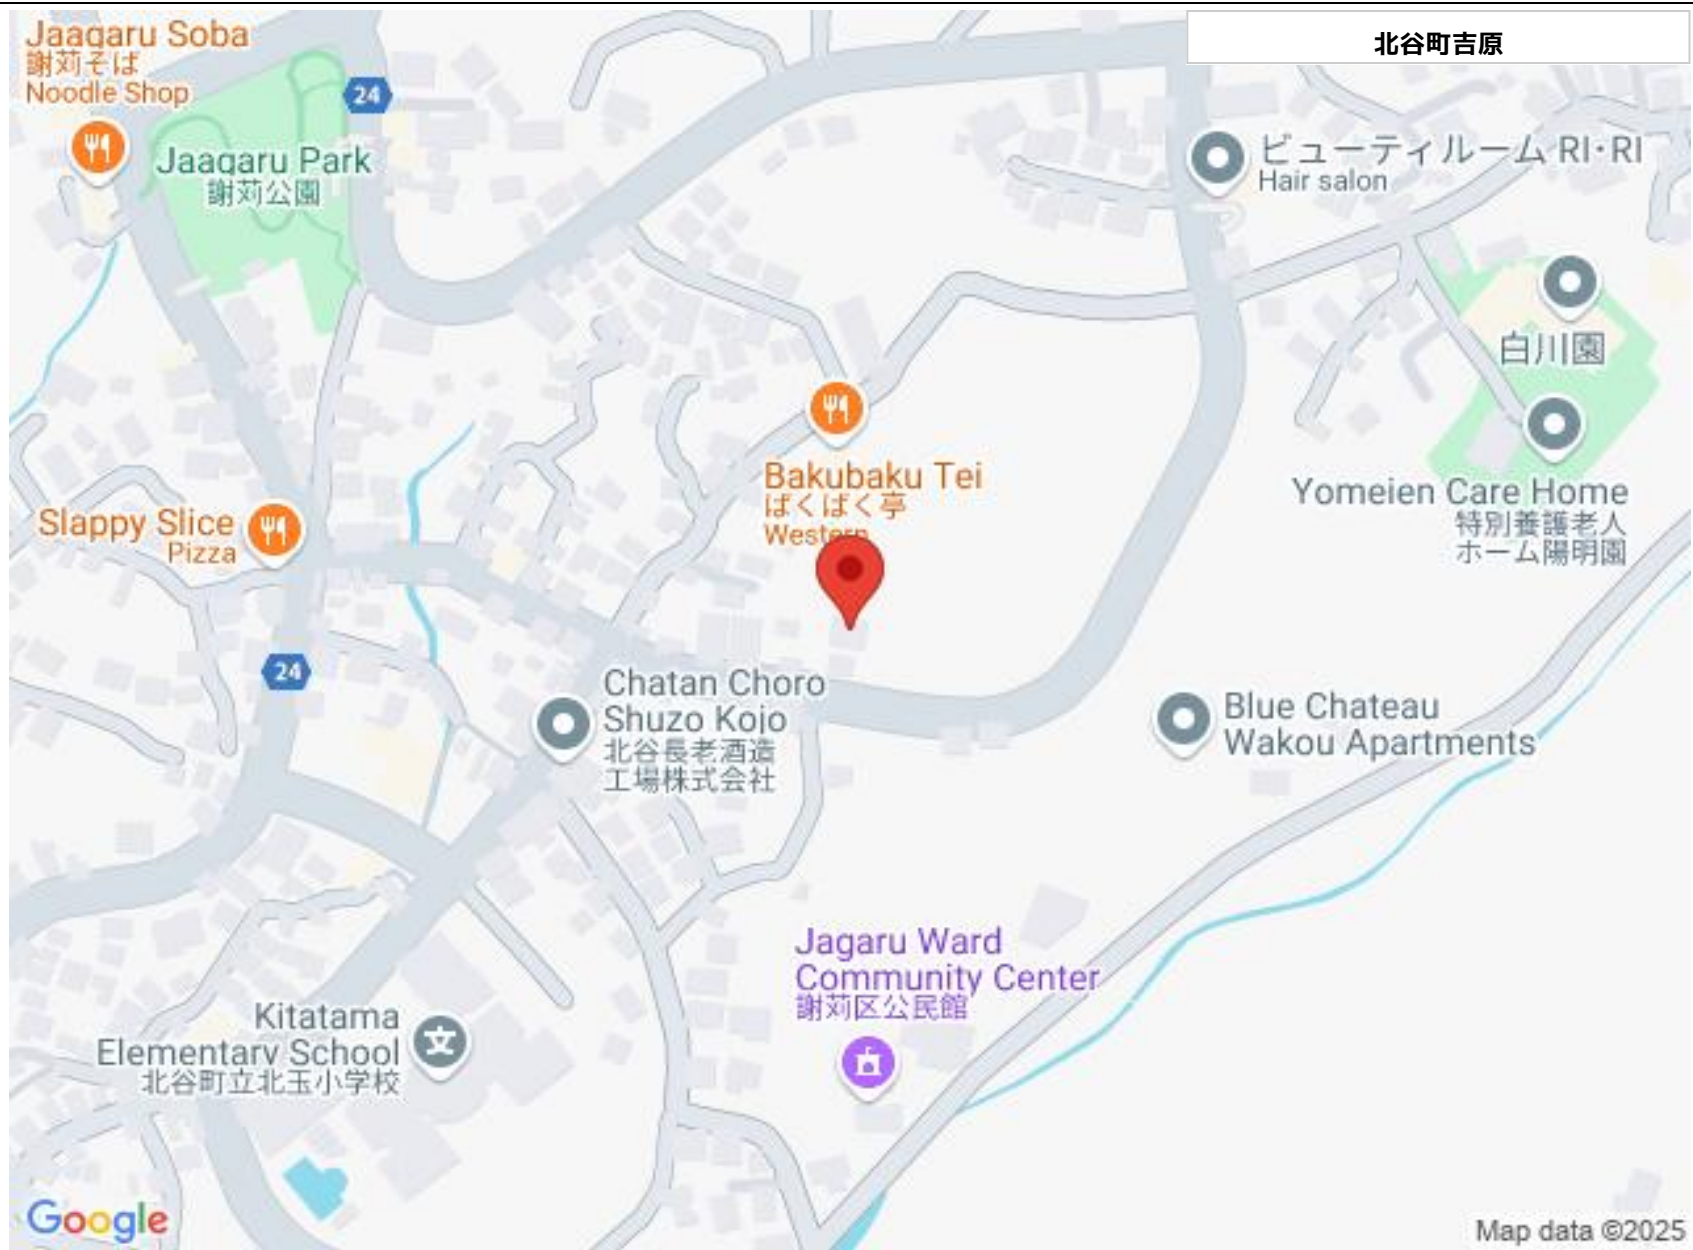 北谷町吉原
Jaagaru Soba
謝苅そば
Noodle Shop
24
Jaagaru Park
謝苅公園
ビューティルーム RI・RI
Hair salon
白川園
Bakubaku Tei
ばくばく亭
Western
Yomeien Care Home
特別養護老人
ホーム陽明園
Slappy Slice
Pizza
24
Chatan Choro
Shuzo Kojo
北谷長老酒造
工場株式会社
Blue Chateau
Wakou Apartments
Jagaru Ward
Community Center
謝苅区公民館
Kitatama
Elementary School
北谷町立北玉小学校
文
Google
Map data ©2025